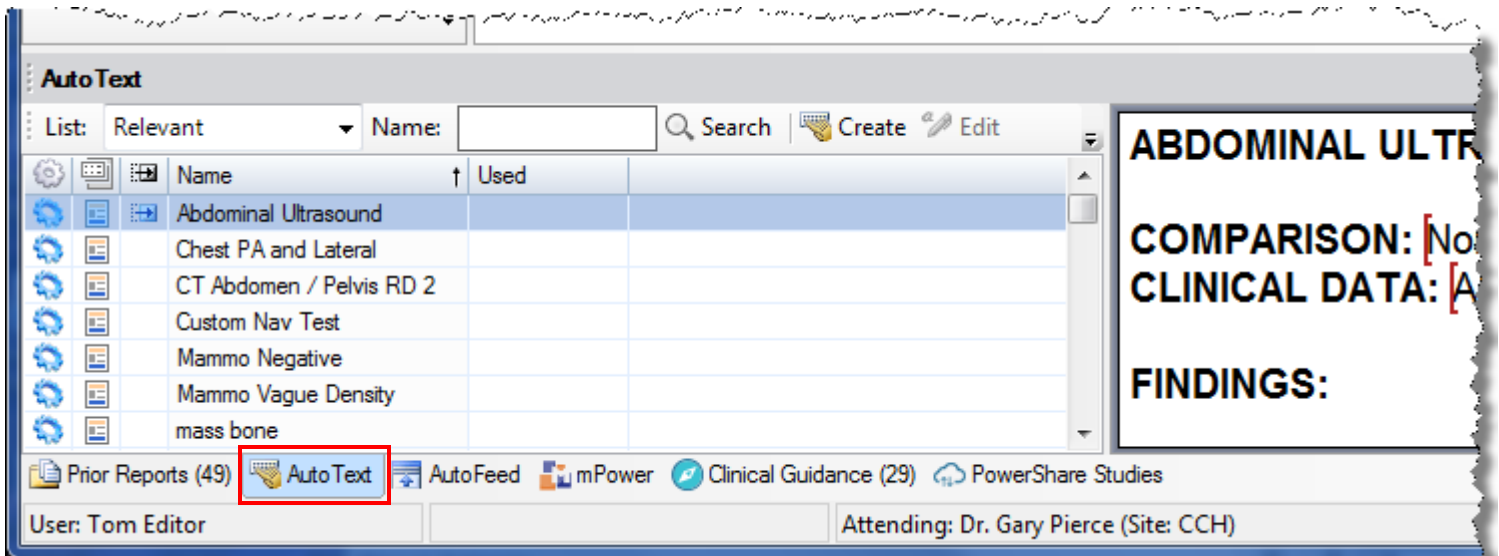 AutoText
List: Relevant Name: Search Create Edit
Name Used
Abdominal Ultrasound
Chest PA and Lateral
CT Abdomen / Pelvis RD 2
Custom Nav Test
Mammo Negative
Mammo Vague Density
mass bone
ABDOMINAL ULTR
COMPARISON: [No
CLINICAL DATA: [A
FINDINGS:
Prior Reports (49) AutoText AutoFeed mPower Clinical Guidance (29) PowerShare Studies
User: Tom Editor Attending: Dr. Gary Pierce (Site: CCH)